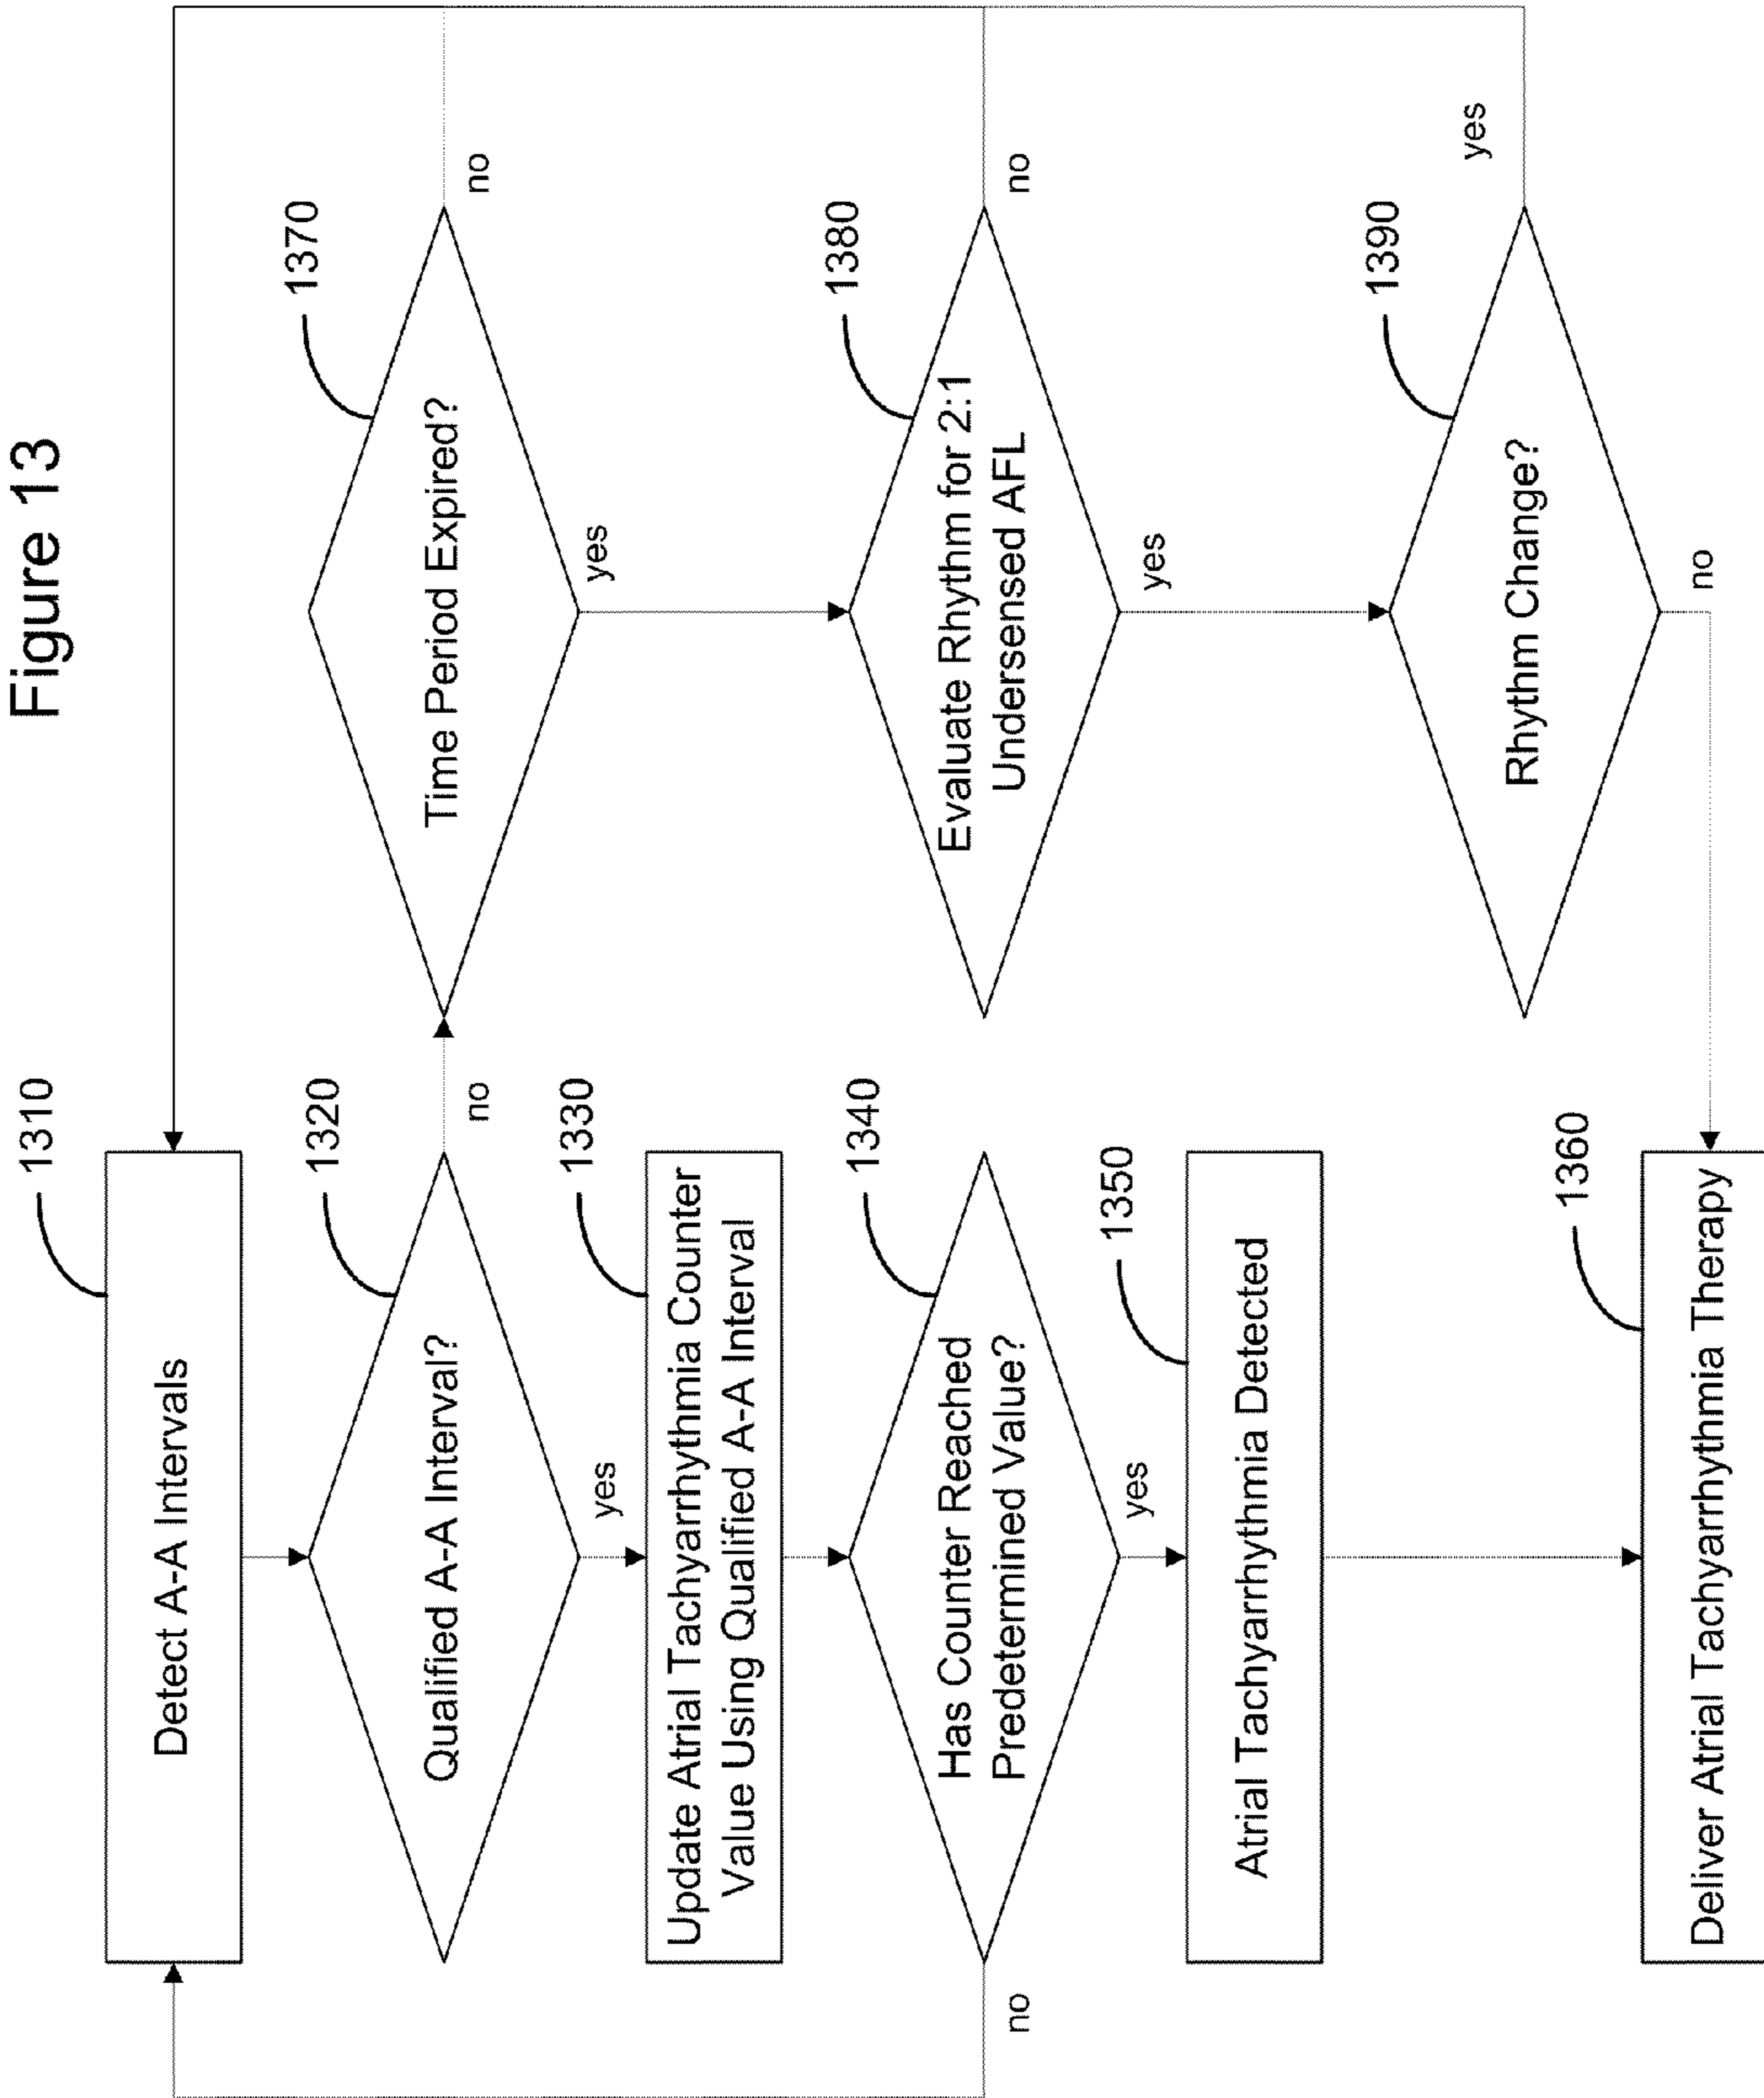 Figure 13
1310
Detect A-A Intervals
1320
Qualified A-A Interval?
no
yes
1330
Update Atrial Tachyarrhythmia Counter
Value Using Qualified A-A Interval
1340
Has Counter Reached
Predetermined Value?
no
yes
1350
Atrial Tachyarrhythmia Detected
1360
Deliver Atrial Tachyarrhythmia Therapy
1370
Time Period Expired?
no
yes
1380
Evaluate Rhythm for 2:1
Undersensed AFL
no
yes
1390
Rhythm Change?
yes
no